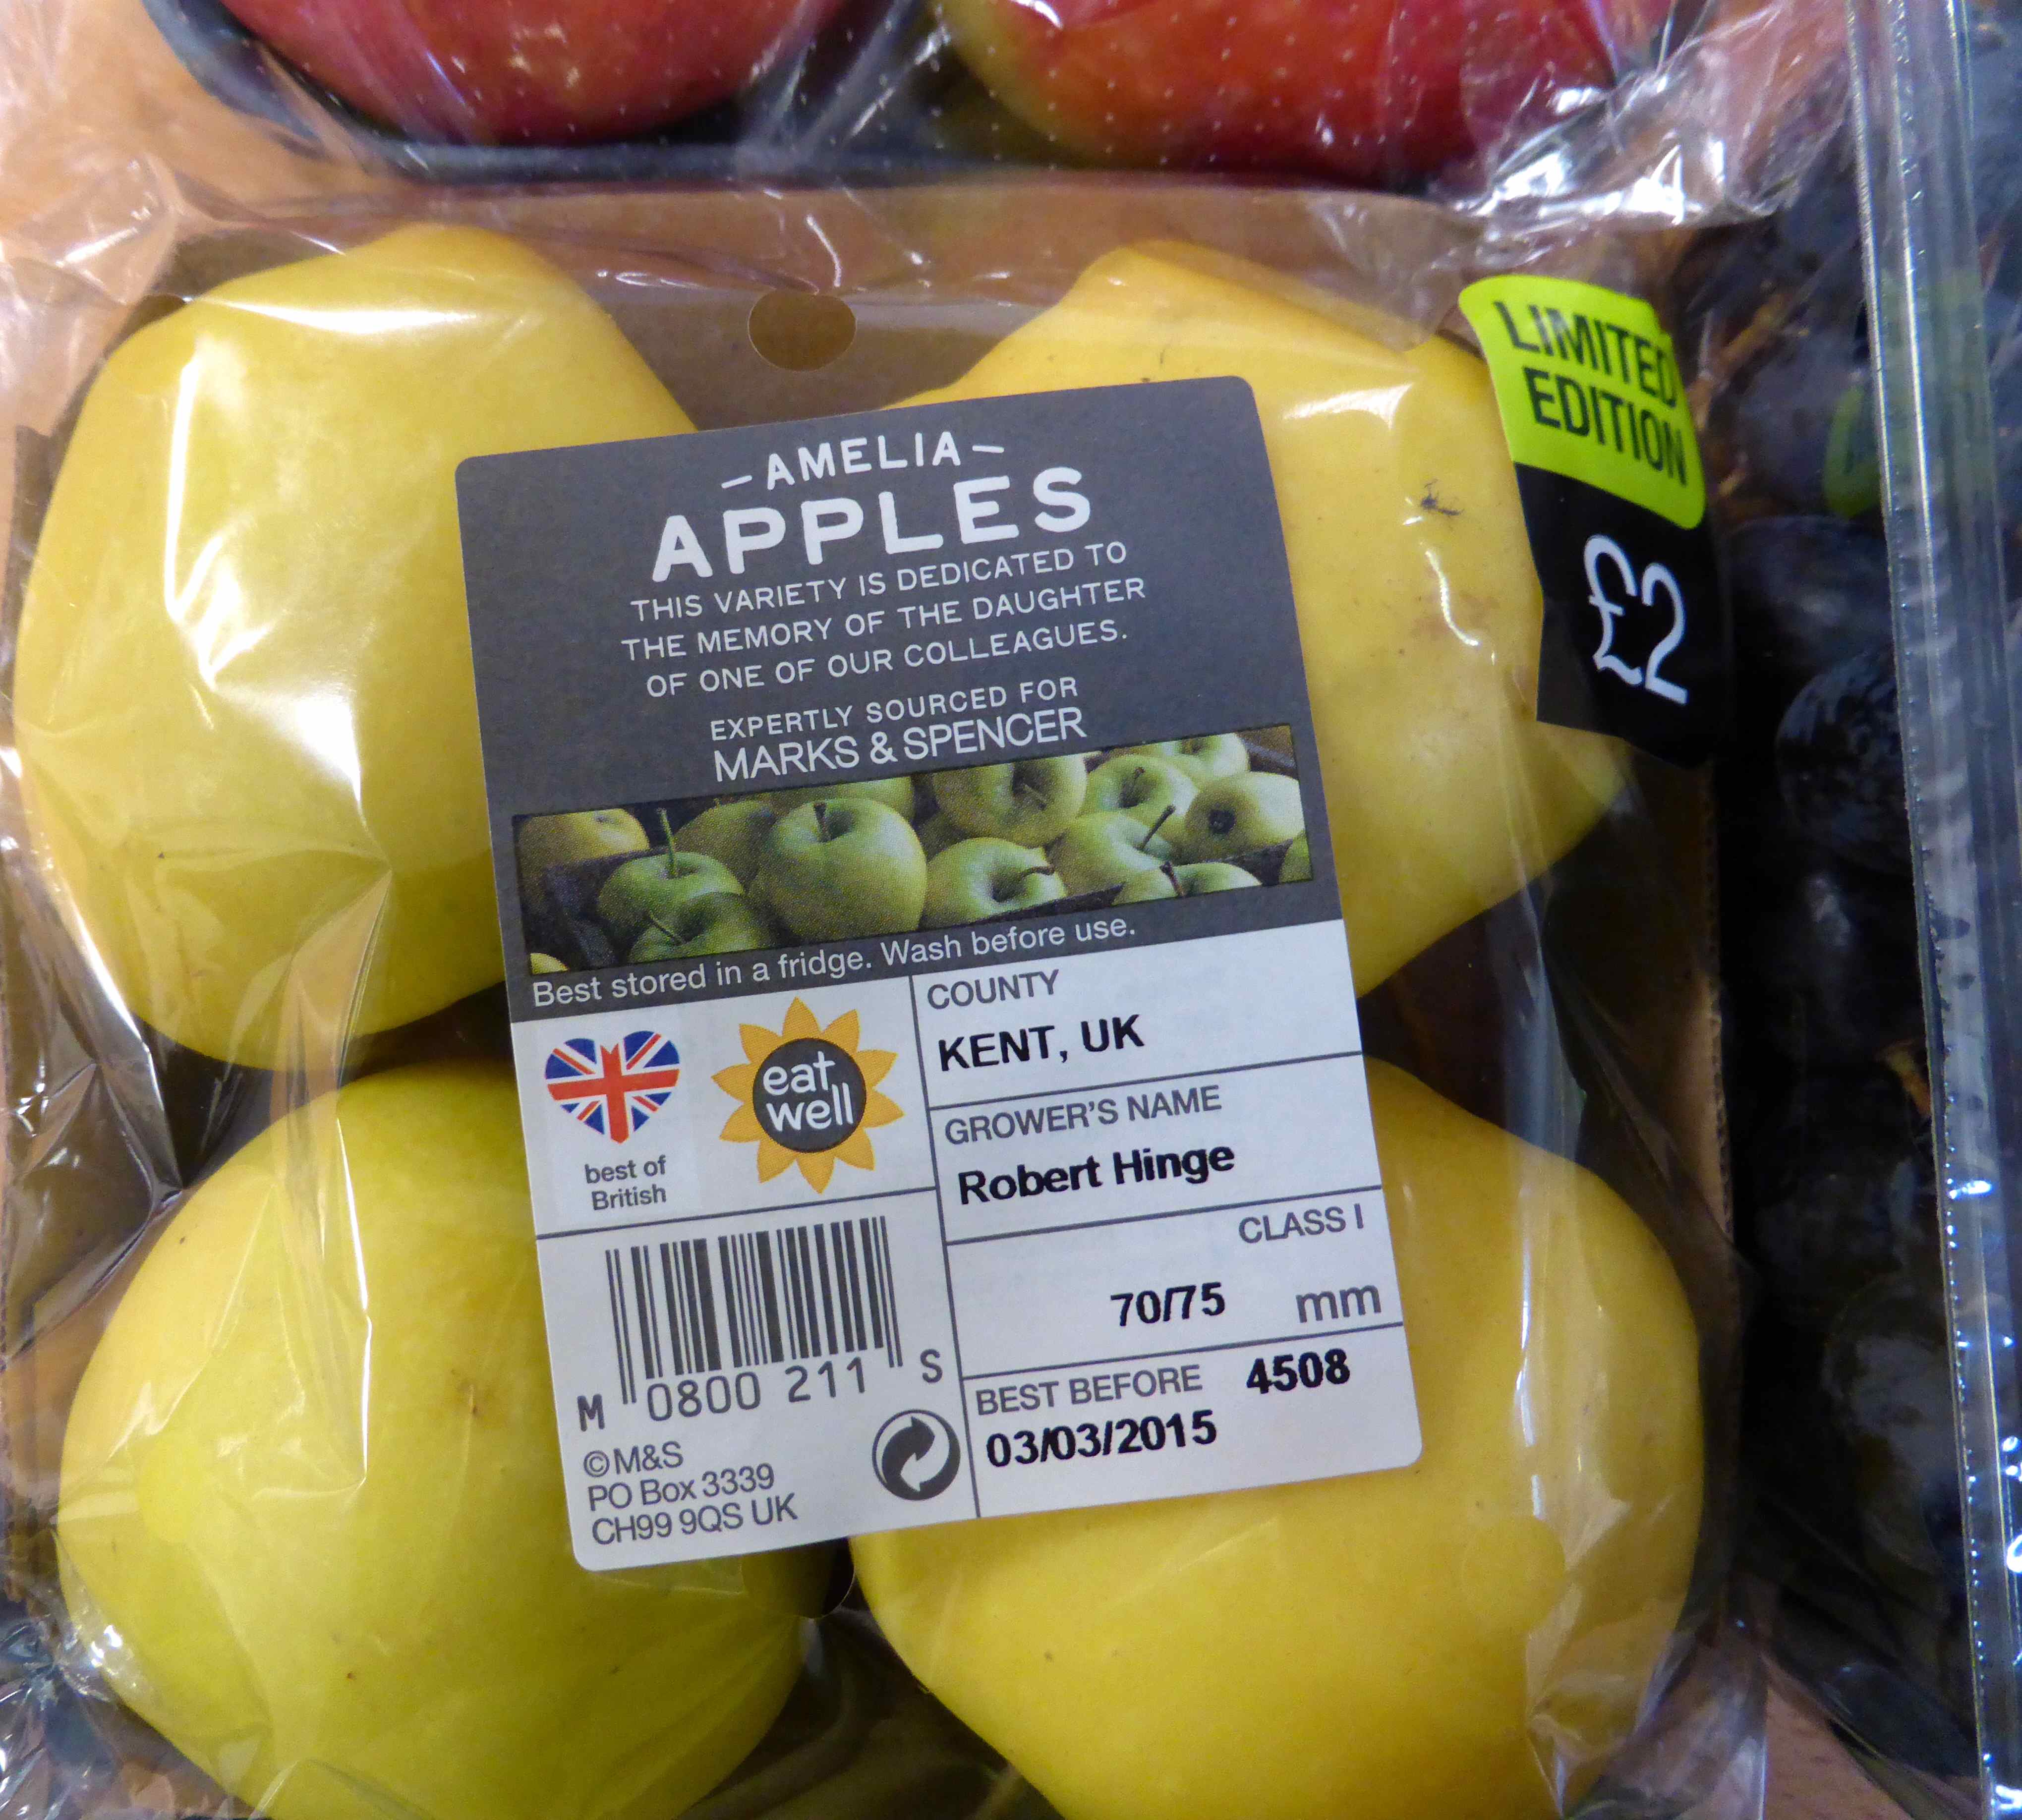 LIMITED
EDITION
£2
–AMELIA–
APPLES
THIS VARIETY IS DEDICATED TO
THE MEMORY OF THE DAUGHTER
OF ONE OF OUR COLLEAGUES.
EXPERTLY SOURCED FOR
MARKS & SPENCER
Best stored in a fridge. Wash before use.
best of
British
eat
well
COUNTY
KENT, UK
GROWER'S NAME
Robert Hinge
CLASS I
70/75 mm
BEST BEFORE 4508
03/03/2015
M 0800 211 S
©M&S
PO Box 3339
CH99 9QS UK